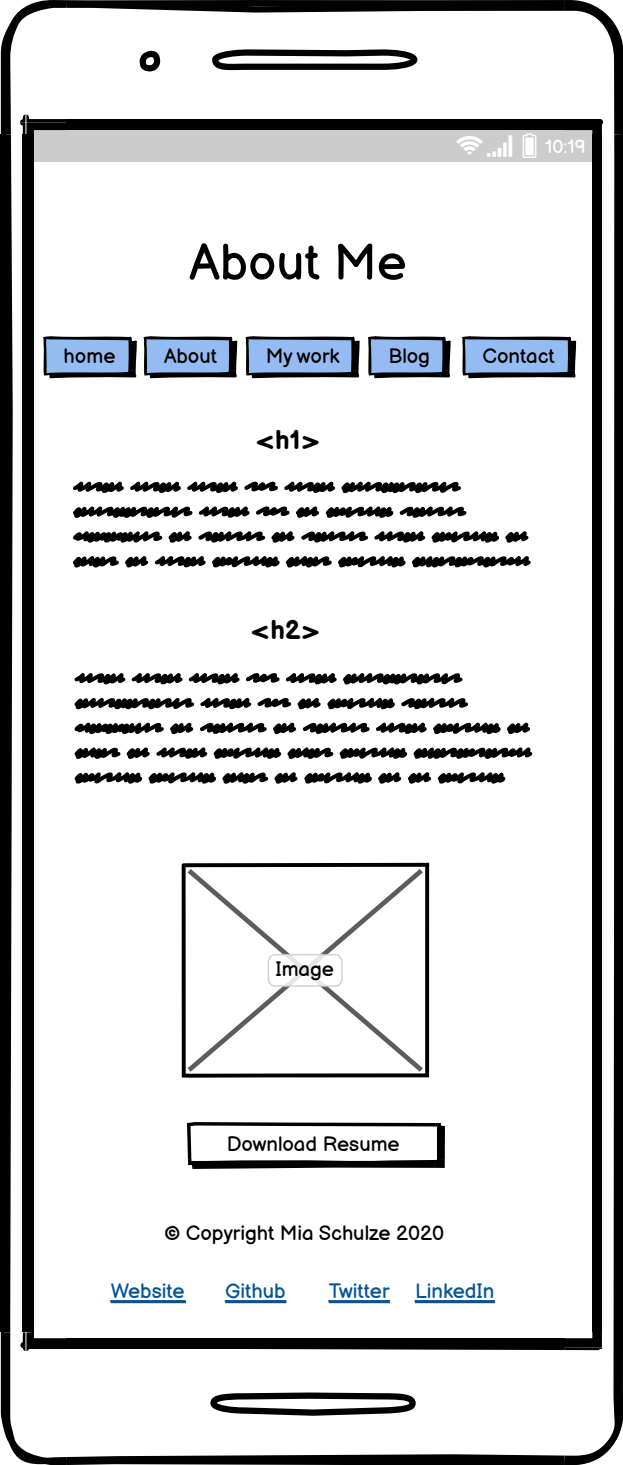 10:19
About Me
home About My work Blog Contact
<h1>
<h2>
Image
Download Resume
© Copyright Mia Schulze 2020
Website Github Twitter LinkedIn